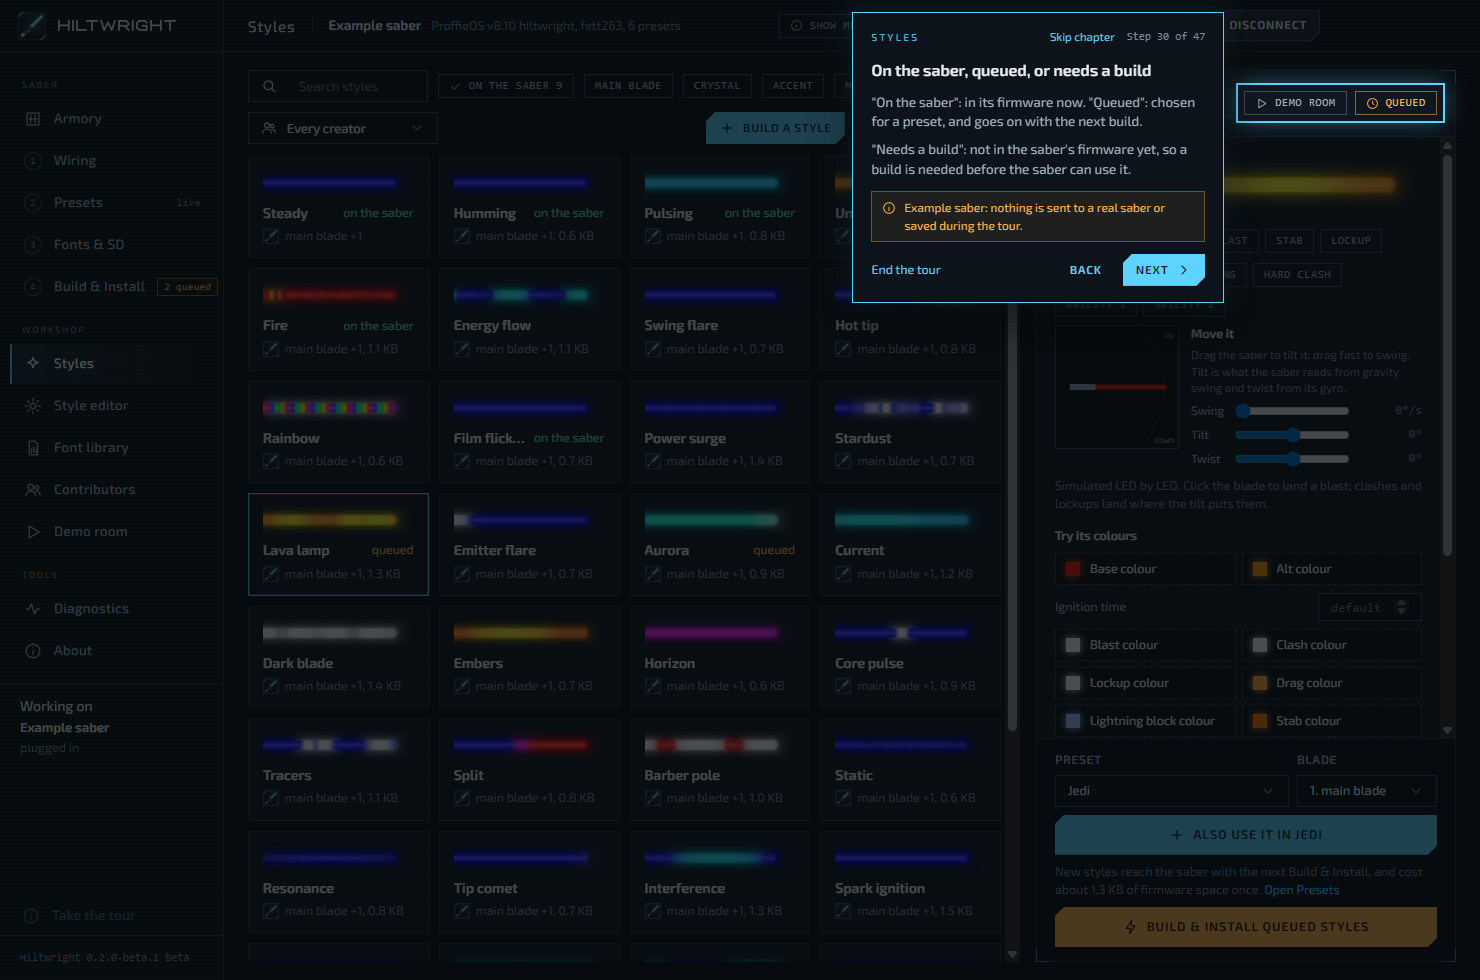 HILTWRIGHT
Styles
Example saber
ProffieOS v8.10 hiltwright, fett263, 6 presets
DISCONNECT
SABER
Armory
1 Wiring
2 Presets live
3 Fonts & SD
4 Build & Install 2 queued
WORKSHOP
Styles
Style editor
Font library
Contributors
Demo room
TOOLS
Diagnostics
About
Working on
Example saber
plugged in
Take the tour
Hiltwright 0.2.0-beta.1 beta
Search styles
ON THE SABER 9
MAIN BLADE
CRYSTAL
ACCENT
Every creator
BUILD A STYLE
Steady on the saber
main blade +1
Humming on the saber
main blade +1, 0.6 KB
Pulsing on the saber
main blade +1, 0.8 KB
Fire on the saber
main blade +1, 1.1 KB
Energy flow
main blade +1, 1.1 KB
Swing flare
main blade +1, 0.7 KB
Hot tip
main blade +1, 0.8 KB
Rainbow
main blade +1, 0.6 KB
Film flick... on the saber
main blade +1, 0.7 KB
Power surge
main blade +1, 1.4 KB
Stardust
main blade +1, 0.7 KB
Lava lamp queued
main blade +1, 1.3 KB
Emitter flare
main blade +1, 0.7 KB
Aurora queued
main blade +1, 0.9 KB
Current
main blade +1, 1.2 KB
Dark blade
main blade +1, 1.4 KB
Embers
main blade +1, 0.7 KB
Horizon
main blade +1, 0.6 KB
Core pulse
main blade +1, 0.9 KB
Tracers
main blade +1, 1.1 KB
Split
main blade +1, 0.8 KB
Barber pole
main blade +1, 1.0 KB
Static
main blade +1, 0.6 KB
Resonance
main blade +1, 0.8 KB
Tip comet
main blade +1, 0.7 KB
Interference
main blade +1, 1.3 KB
Spark ignition
main blade +1, 1.5 KB
STYLES
Skip chapter
Step 30 of 47
On the saber, queued, or needs a build
"On the saber": in its firmware now. "Queued": chosen
for a preset, and goes on with the next build.
"Needs a build": not in the saber's firmware yet, so a
build is needed before the saber can use it.
Example saber: nothing is sent to a real saber or
saved during the tour.
End the tour
BACK
NEXT
DEMO ROOM
QUEUED
STAB
LOCKUP
HARD CLASH
up
down
Move it
Drag the saber to tilt it; drag fast to swing.
Tilt is what the saber reads from gravity,
swing and twist from its gyro.
Swing 0°/s
Tilt 0°
Twist 0°
Simulated LED by LED. Click the blade to land a blast; clashes and
lockups land where the tilt puts them.
Try its colours
Base colour
Alt colour
Ignition time default
Blast colour
Clash colour
Lockup colour
Drag colour
Lightning block colour
Stab colour
PRESET
BLADE
Jedi
1. main blade
ALSO USE IT IN JEDI
New styles reach the saber with the next Build & Install, and cost
about 1.3 KB of firmware space once. Open Presets
BUILD & INSTALL QUEUED STYLES